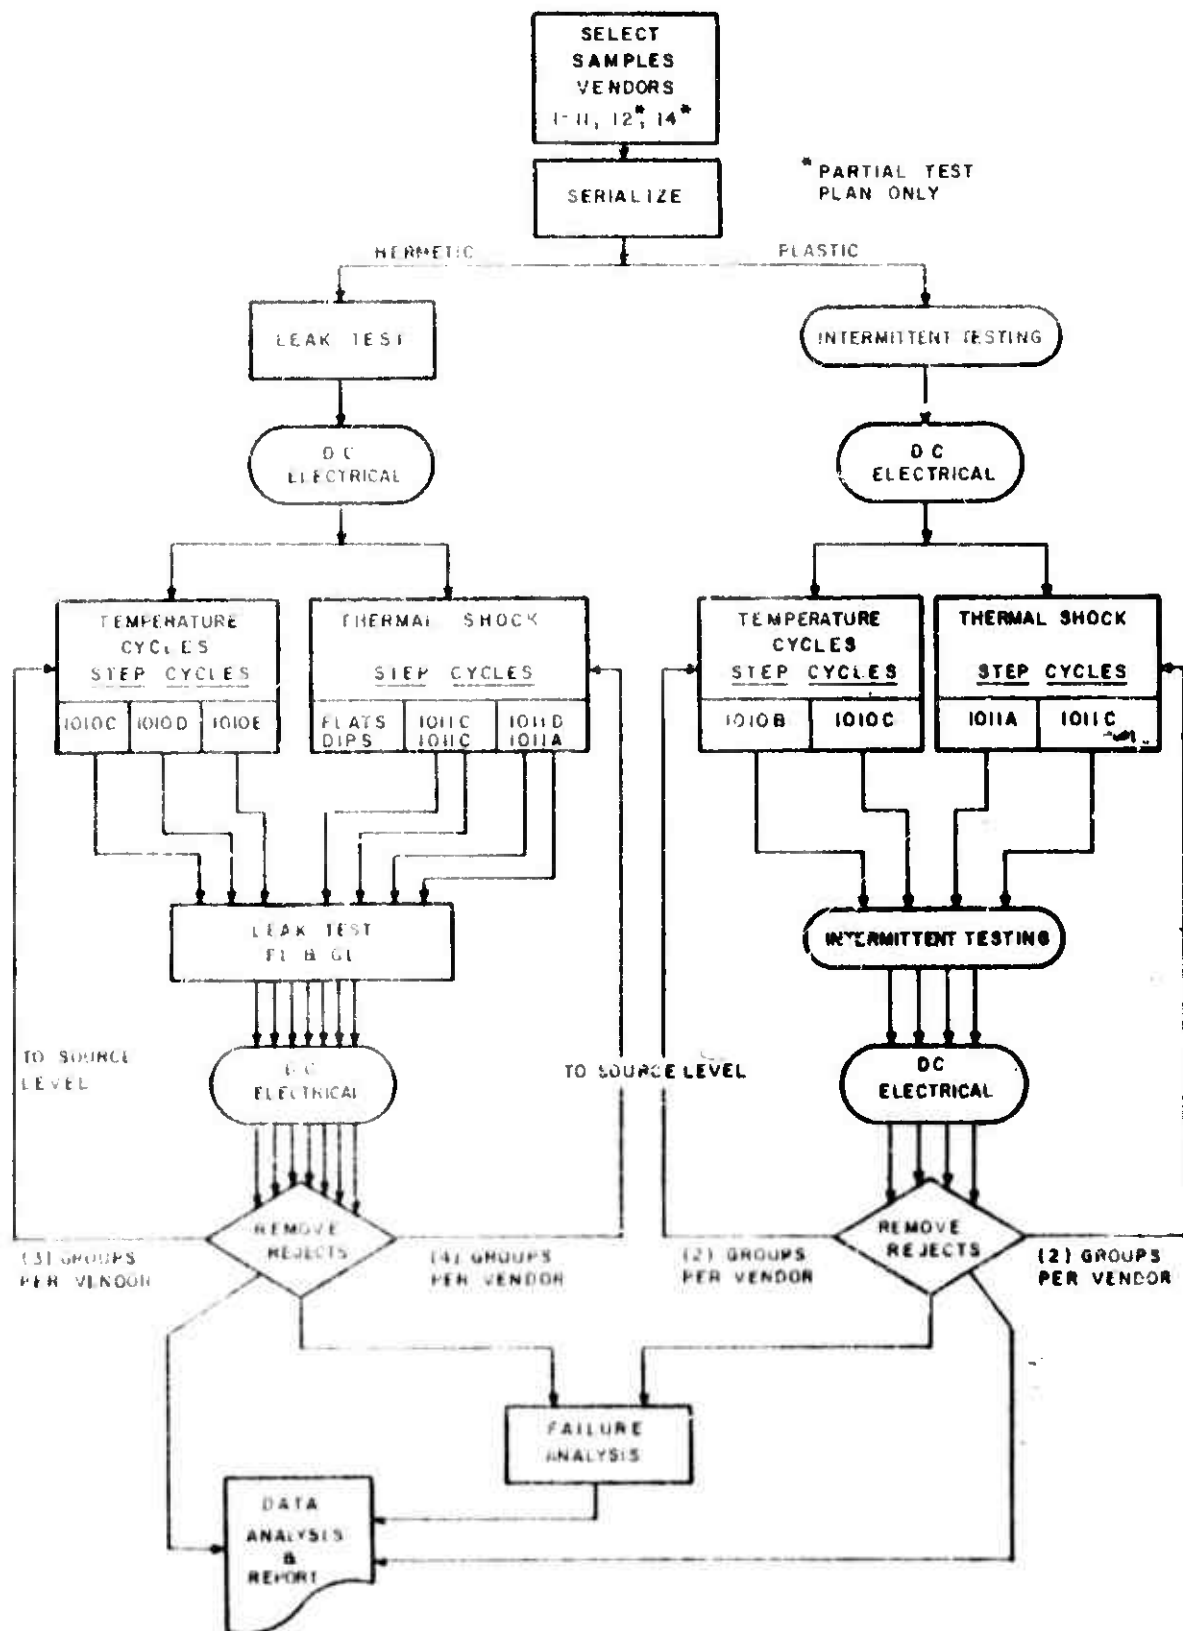 SELECT
SAMPLES
VENDORS
1-11, 12*, 14*
SERIALIZE
* PARTIAL TEST
PLAN ONLY
HERMETIC
PLASTIC
LEAK TEST
INTERMITTENT TESTING
DC
ELECTRICAL
DC
ELECTRICAL
TEMPERATURE
CYCLES
STEP CYCLES
1010C 1010D 1010E
THERMAL SHOCK
STEP CYCLES
FLATS 1011C 1011D
DIPS 1011C 1011A
TEMPERATURE
CYCLES
STEP CYCLES
1010B 1010C
THERMAL SHOCK
STEP CYCLES
1011A 1011C
LEAK TEST
FL & GL
INTERMITTENT TESTING
TO SOURCE
LEVEL
DC
ELECTRICAL
TO SOURCE LEVEL
DC
ELECTRICAL
REMOVE
REJECTS
(3) GROUPS
PER VENDOR
(4) GROUPS
PER VENDOR
(2) GROUPS
PER VENDOR
REMOVE
REJECTS
(2) GROUPS
PER VENDOR
FAILURE
ANALYSIS
DATA
ANALYSIS
&
REPORT